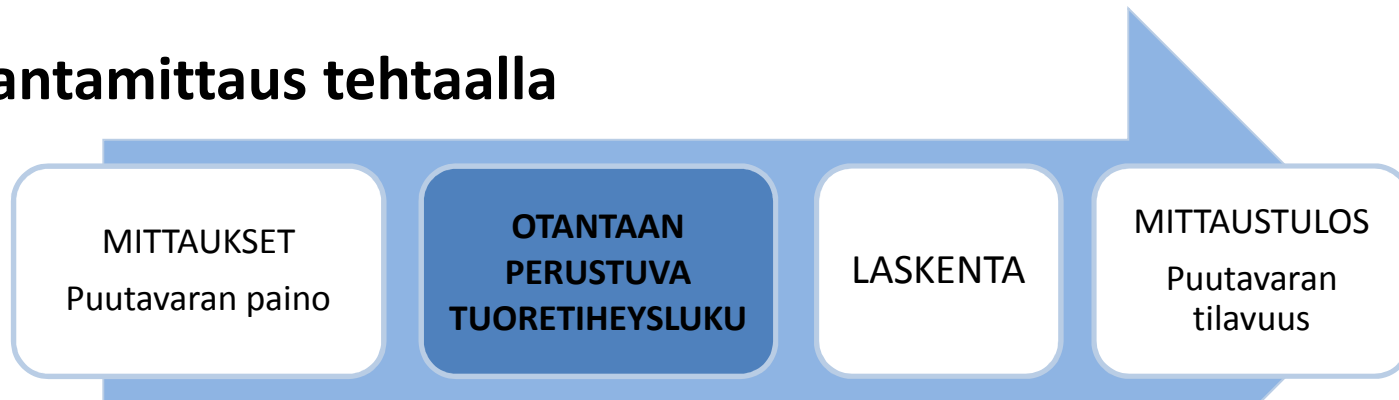 antamittaus tehtaalla
MITTAUKSET
Puutavaran paino
OTANTAAN
PERUSTUVA
TUORETIHEYSLUKU
LASKENTA
MITTAUSTULOS
Puutavaran
tilavuus